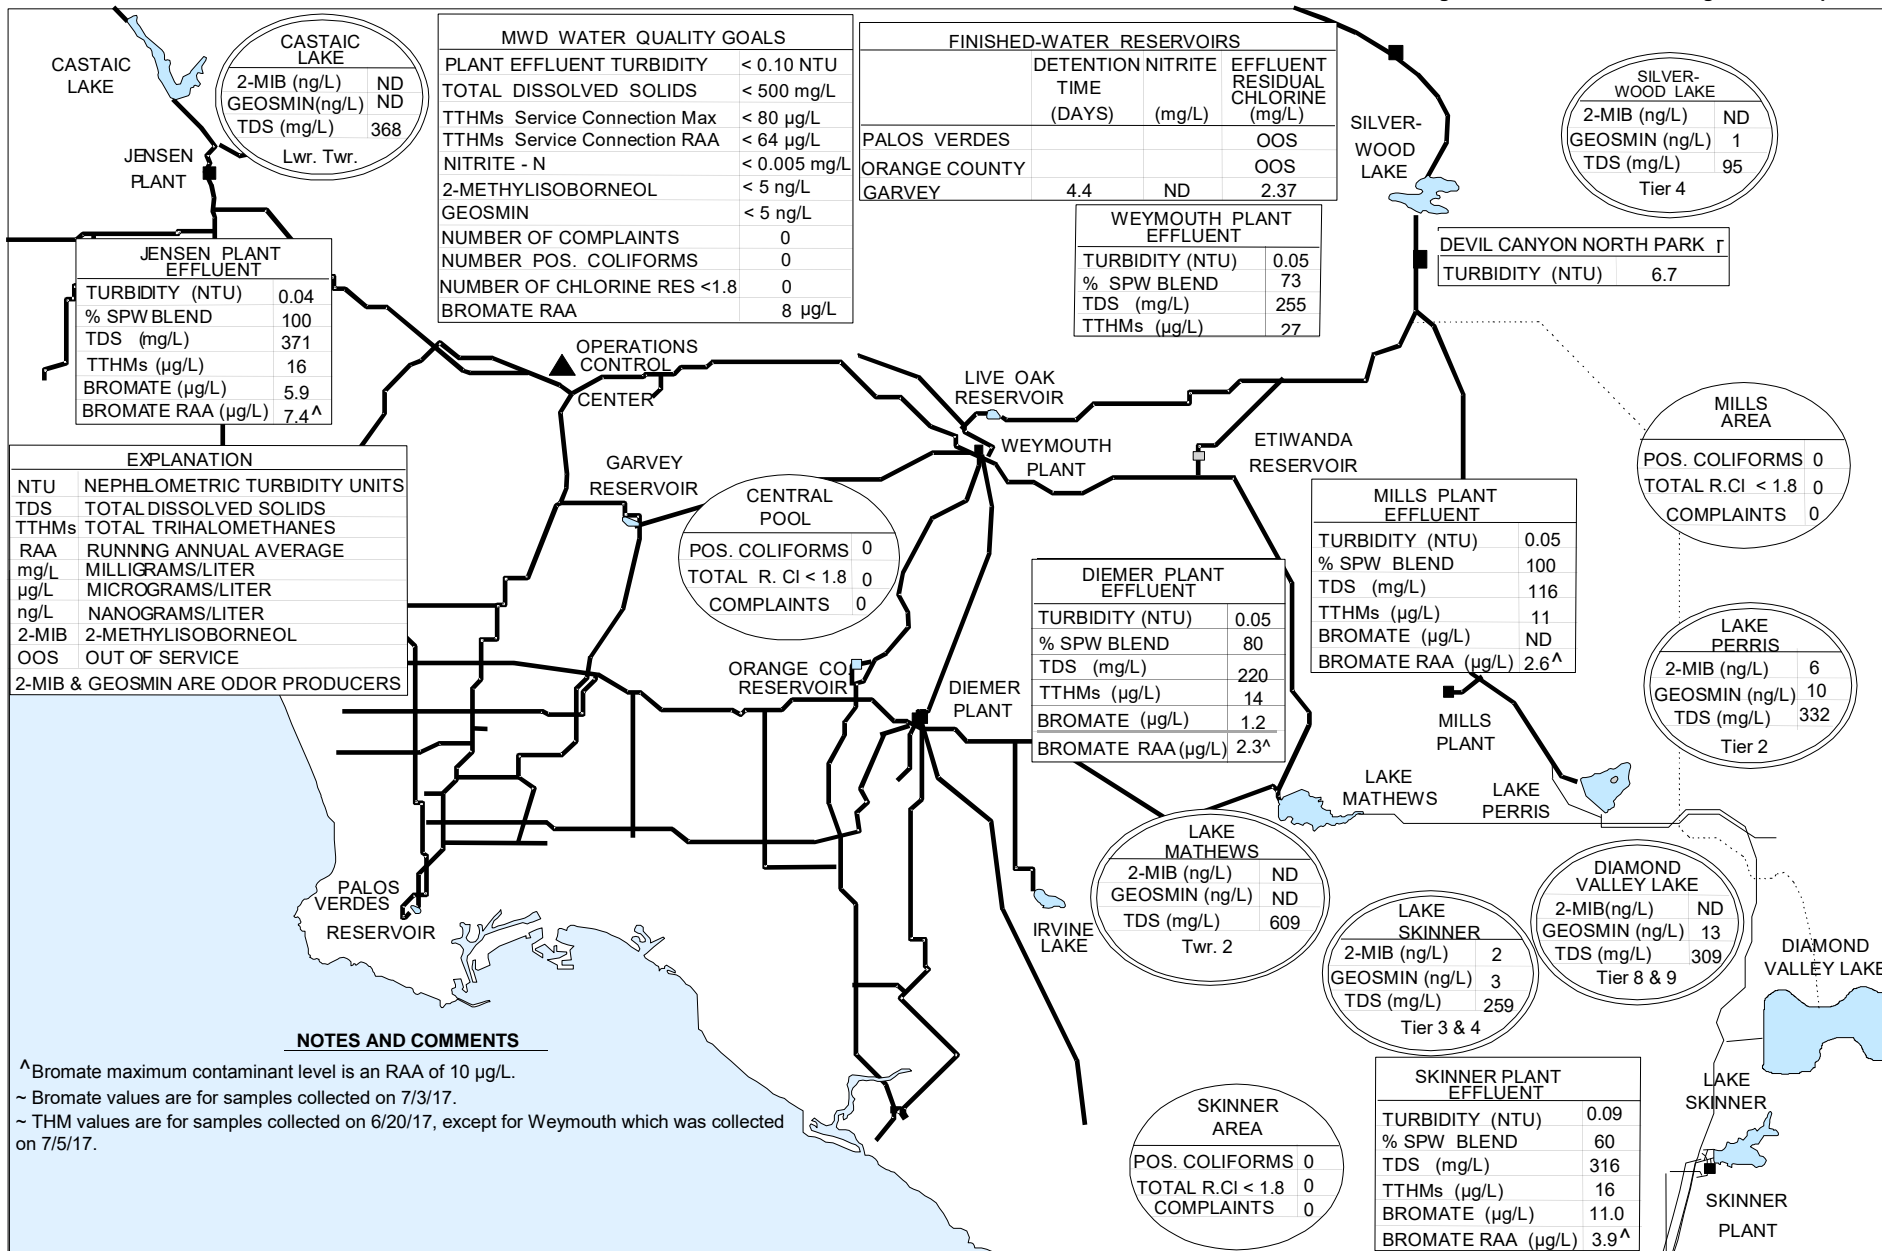 CASTAIC
LAKE
CASTAIC
LAKE
2-MIB (ng/L) ND
GEOSMIN(ng/L) ND
TDS (mg/L) 368
Lwr. Twr.
MWD WATER QUALITY GOALS
PLANT EFFLUENT TURBIDITY < 0.10 NTU
TOTAL DISSOLVED SOLIDS < 500 mg/L
TTHMs Service Connection Max < 80 µg/L
TTHMs Service Connection RAA < 64 µg/L
NITRITE - N < 0.005 mg/L
2-METHYLISOBORNEOL < 5 ng/L
GEOSMIN < 5 ng/L
NUMBER OF COMPLAINTS 0
NUMBER POS. COLIFORMS 0
NUMBER OF CHLORINE RES <1.8 0
BROMATE RAA 8 µg/L
FINISHED-WATER RESERVOIRS
DETENTION NITRITE EFFLUENT
TIME RESIDUAL
CHLORINE
(DAYS) (mg/L) (mg/L)
PALOS VERDES OOS
ORANGE COUNTY OOS
GARVEY 4.4 ND 2.37
SILVER-
WOOD
LAKE
SILVER-
WOOD LAKE
2-MIB (ng/L) ND
GEOSMIN (ng/L) 1
TDS (mg/L) 95
Tier 4
JENSEN
PLANT
WEYMOUTH PLANT
EFFLUENT
TURBIDITY (NTU) 0.05
% SPW BLEND 73
TDS (mg/L) 255
TTHMs (µg/L) 27
DEVIL CANYON NORTH PARK
TURBIDITY (NTU) 6.7
JENSEN PLANT
EFFLUENT
TURBIDITY (NTU) 0.04
% SPW BLEND 100
TDS (mg/L) 371
TTHMs (µg/L) 16
BROMATE (µg/L) 5.9
BROMATE RAA (µg/L) 7.4^
OPERATIONS
CONTROL
CENTER
LIVE OAK
RESERVOIR
WEYMOUTH
PLANT
ETIWANDA
RESERVOIR
MILLS
AREA
POS. COLIFORMS 0
TOTAL R.Cl < 1.8 0
COMPLAINTS 0
EXPLANATION
NTU NEPHELOMETRIC TURBIDITY UNITS
TDS TOTAL DISSOLVED SOLIDS
TTHMs TOTAL TRIHALOMETHANES
RAA RUNNING ANNUAL AVERAGE
mg/L MILLIGRAMS/LITER
µg/L MICROGRAMS/LITER
ng/L NANOGRAMS/LITER
2-MIB 2-METHYLISOBORNEOL
OOS OUT OF SERVICE
2-MIB & GEOSMIN ARE ODOR PRODUCERS
GARVEY
RESERVOIR
CENTRAL
POOL
POS. COLIFORMS 0
TOTAL R. Cl < 1.8 0
COMPLAINTS 0
MILLS PLANT
EFFLUENT
TURBIDITY (NTU) 0.05
% SPW BLEND 100
TDS (mg/L) 116
TTHMs (µg/L) 11
BROMATE (µg/L) ND
BROMATE RAA (µg/L) 2.6^
DIEMER PLANT
EFFLUENT
TURBIDITY (NTU) 0.05
% SPW BLEND 80
TDS (mg/L) 220
TTHMs (µg/L) 14
BROMATE (µg/L) 1.2
BROMATE RAA(µg/L) 2.3^
ORANGE CO
RESERVOIR
DIEMER
PLANT
MILLS
PLANT
LAKE
PERRIS
2-MIB (ng/L) 6
GEOSMIN (ng/L) 10
TDS (mg/L) 332
Tier 2
LAKE
MATHEWS
LAKE
PERRIS
LAKE
MATHEWS
2-MIB (ng/L) ND
GEOSMIN (ng/L) ND
TDS (mg/L) 609
Twr. 2
PALOS
VERDES
RESERVOIR
IRVINE
LAKE
LAKE
SKINNER
2-MIB (ng/L) 2
GEOSMIN (ng/L) 3
TDS (mg/L) 259
Tier 3 & 4
DIAMOND
VALLEY LAKE
2-MIB(ng/L) ND
GEOSMIN (ng/L) 13
TDS (mg/L) 309
Tier 8 & 9
DIAMOND
VALLEY LAKE
NOTES AND COMMENTS
^Bromate maximum contaminant level is an RAA of 10 µg/L.
~ Bromate values are for samples collected on 7/3/17.
~ THM values are for samples collected on 6/20/17, except for Weymouth which was collected
on 7/5/17.
SKINNER
AREA
POS. COLIFORMS 0
TOTAL R.Cl < 1.8 0
COMPLAINTS 0
SKINNER PLANT
EFFLUENT
TURBIDITY (NTU) 0.09
% SPW BLEND 60
TDS (mg/L) 316
TTHMs (µg/L) 16
BROMATE (µg/L) 11.0
BROMATE RAA (µg/L) 3.9^
LAKE
SKINNER
SKINNER
PLANT